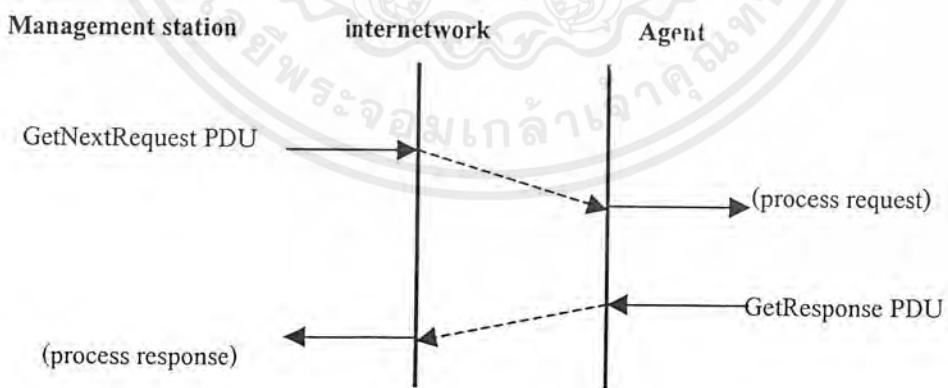 Management station internetwork Agent
GetNextRequest PDU
(process request)
GetResponse PDU
(process response)